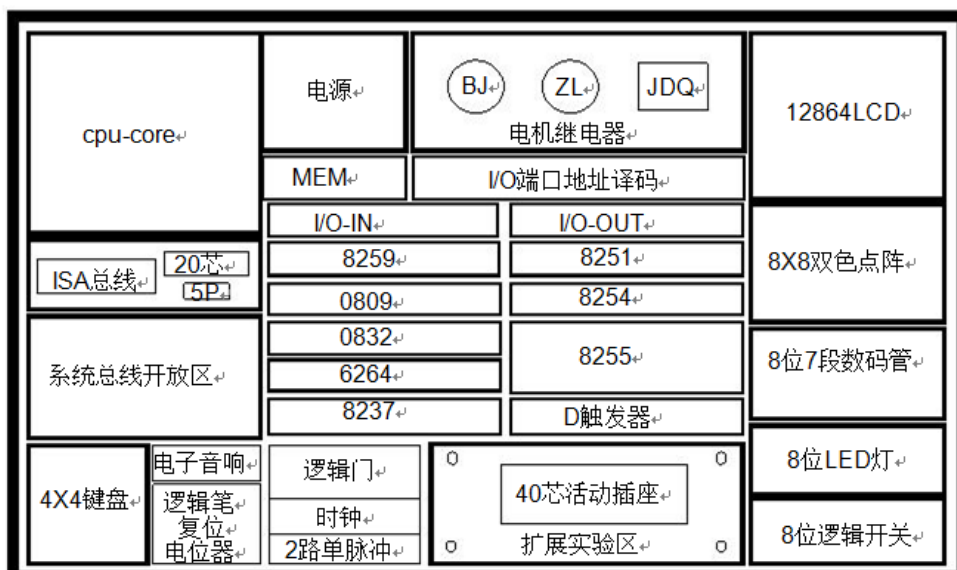 cpu-core
电源
BJ
ZL
JDQ
电机继电器
12864LCD
MEM
I/O端口地址译码
I/O-IN
I/O-OUT
ISA总线
20芯
5P
8259
8251
8X8双色点阵
0809
8254
系统总线开放区
0832
8255
8位7段数码管
6264
8237
D触发器
4X4键盘
电子音响
逻辑笔
复位
电位器
逻辑门
时钟
2路单脉冲
40芯活动插座
扩展实验区
8位LED灯
8位逻辑开关